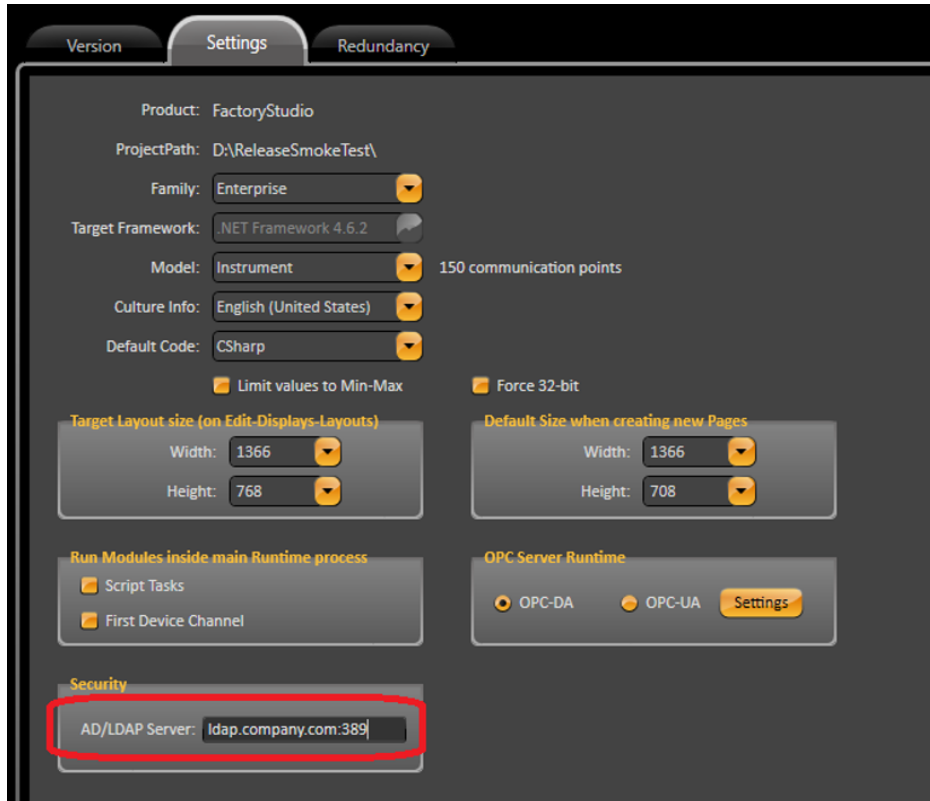 Version Settings Redundancy
Product: FactoryStudio
ProjectPath: D:\ReleaseSmokeTest\
Family: Enterprise
Target Framework: .NET Framework 4.6.2
Model: Instrument 150 communication points
Culture Info: English (United States)
Default Code: CSharp
Limit values to Min-Max Force 32-bit
Target Layout size (on Edit-Displays-Layouts)
Width: 1366
Height: 768
Default Size when creating new Pages
Width: 1366
Height: 708
Run Modules inside main Runtime process
Script Tasks
First Device Channel
OPC Server Runtime
OPC-DA OPC-UA Settings
Security
AD/LDAP Server: ldap.company.com:389